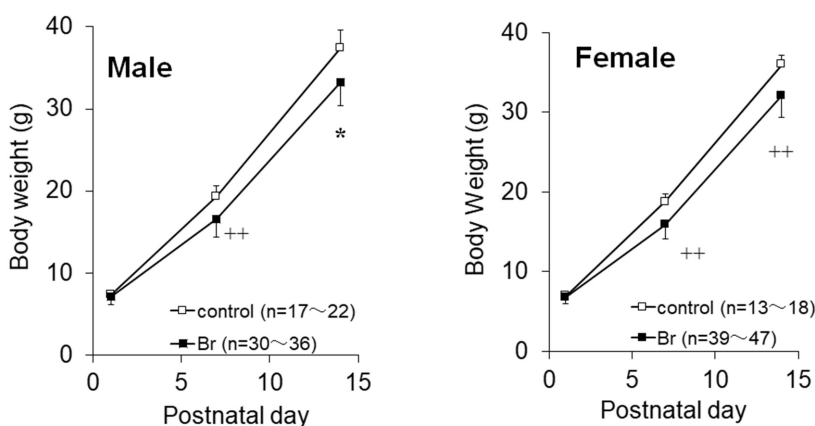 Male
Body weight (g)
40
30
20
10
0
*
++
control (n=17～22)
Br (n=30～36)
0 5 10 15
Postnatal day
Female
Body Weight (g)
40
30
20
10
0
++
++
control (n=13～18)
Br (n=39～47)
0 5 10 15
Postnatal day